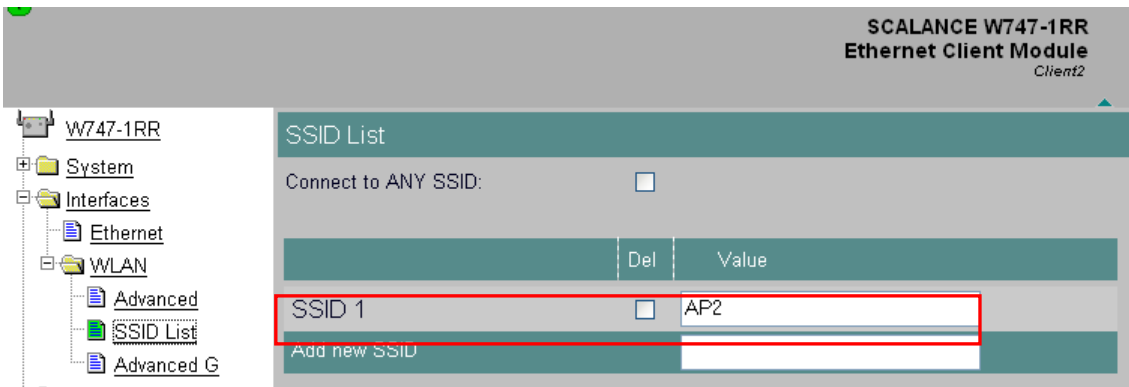 SCALANCE W747-1RR
Ethernet Client Module
Client2
W747-1RR
System
Interfaces
Ethernet
WLAN
Advanced
SSID List
Advanced G
SSID List
Connect to ANY SSID:
Del Value
SSID 1 AP2
Add new SSID